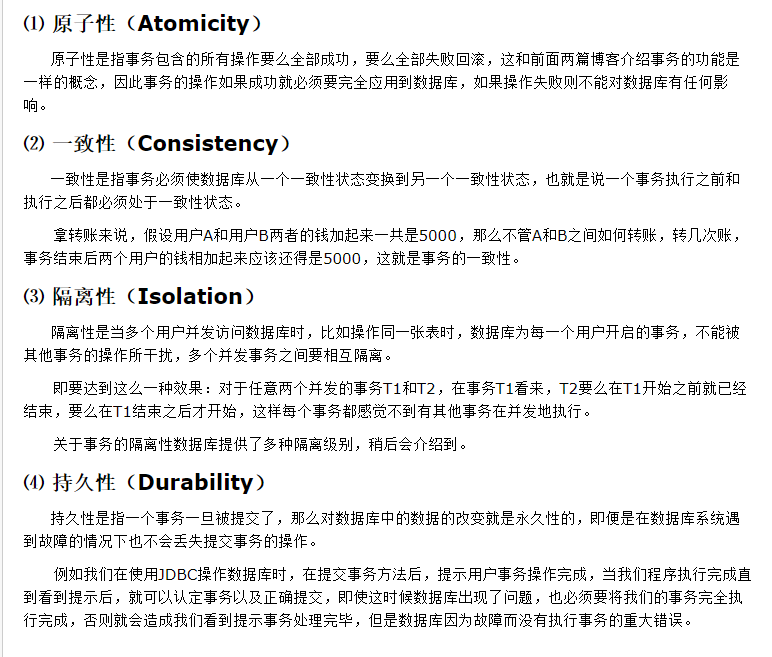 ⑴ 原子性（Atomicity）
原子性是指事务包含的所有操作要么全部成功，要么全部失败回滚，这和前面两篇博客介绍事务的功能是
一样的概念，因此事务的操作如果成功就必须要完全应用到数据库，如果操作失败则不能对数据库有任何影
响。
⑵ 一致性（Consistency）
一致性是指事务必须使数据库从一个一致性状态变换到另一个一致性状态，也就是说一个事务执行之前和
执行之后都必须处于一致性状态。
拿转账来说，假设用户A和用户B两者的钱加起来一共是5000，那么不管A和B之间如何转账，转几次账，
事务结束后两个用户的钱相加起来应该还得是5000，这就是事务的一致性。
⑶ 隔离性（Isolation）
隔离性是当多个用户并发访问数据库时，比如操作同一张表时，数据库为每一个用户开启的事务，不能被
其他事务的操作所干扰，多个并发事务之间要相互隔离。
即要达到这么一种效果：对于任意两个并发的事务T1和T2，在事务T1看来，T2要么在T1开始之前就已经
结束，要么在T1结束之后才开始，这样每个事务都感觉不到有其他事务在并发地执行。
关于事务的隔离性数据库提供了多种隔离级别，稍后会介绍到。
⑷ 持久性（Durability）
持久性是指一个事务一旦被提交了，那么对数据库中的数据的改变就是永久性的，即便是在数据库系统遇
到故障的情况下也不会丢失提交事务的操作。
例如我们在使用JDBC操作数据库时，在提交事务方法后，提示用户事务操作完成，当我们程序执行完成直
到看到提示后，就可以认定事务以及正确提交，即使这时候数据库出现了问题，也必须要将我们的事务完全执
行完成，否则就会造成我们看到提示事务处理完毕，但是数据库因为故障而没有执行事务的重大错误。